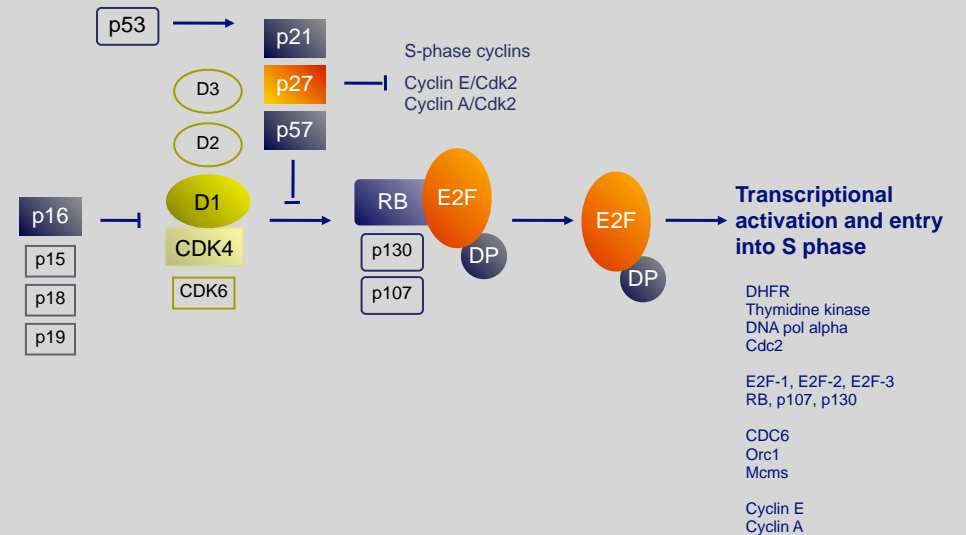 p53
p21
p27
p57
S-phase cyclins
Cyclin E/Cdk2
Cyclin A/Cdk2
D3
D2
D1
CDK4
CDK6
p16
p15
p18
p19
RB
E2F
DP
p130
p107
E2F
DP
Transcriptional
activation and entry
into S phase
DHFR
Thymidine kinase
DNA pol alpha
Cdc2
E2F-1, E2F-2, E2F-3
RB, p107, p130
CDC6
Orc1
Mcms
Cyclin E
Cyclin A